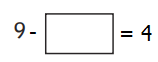 9 - = 4